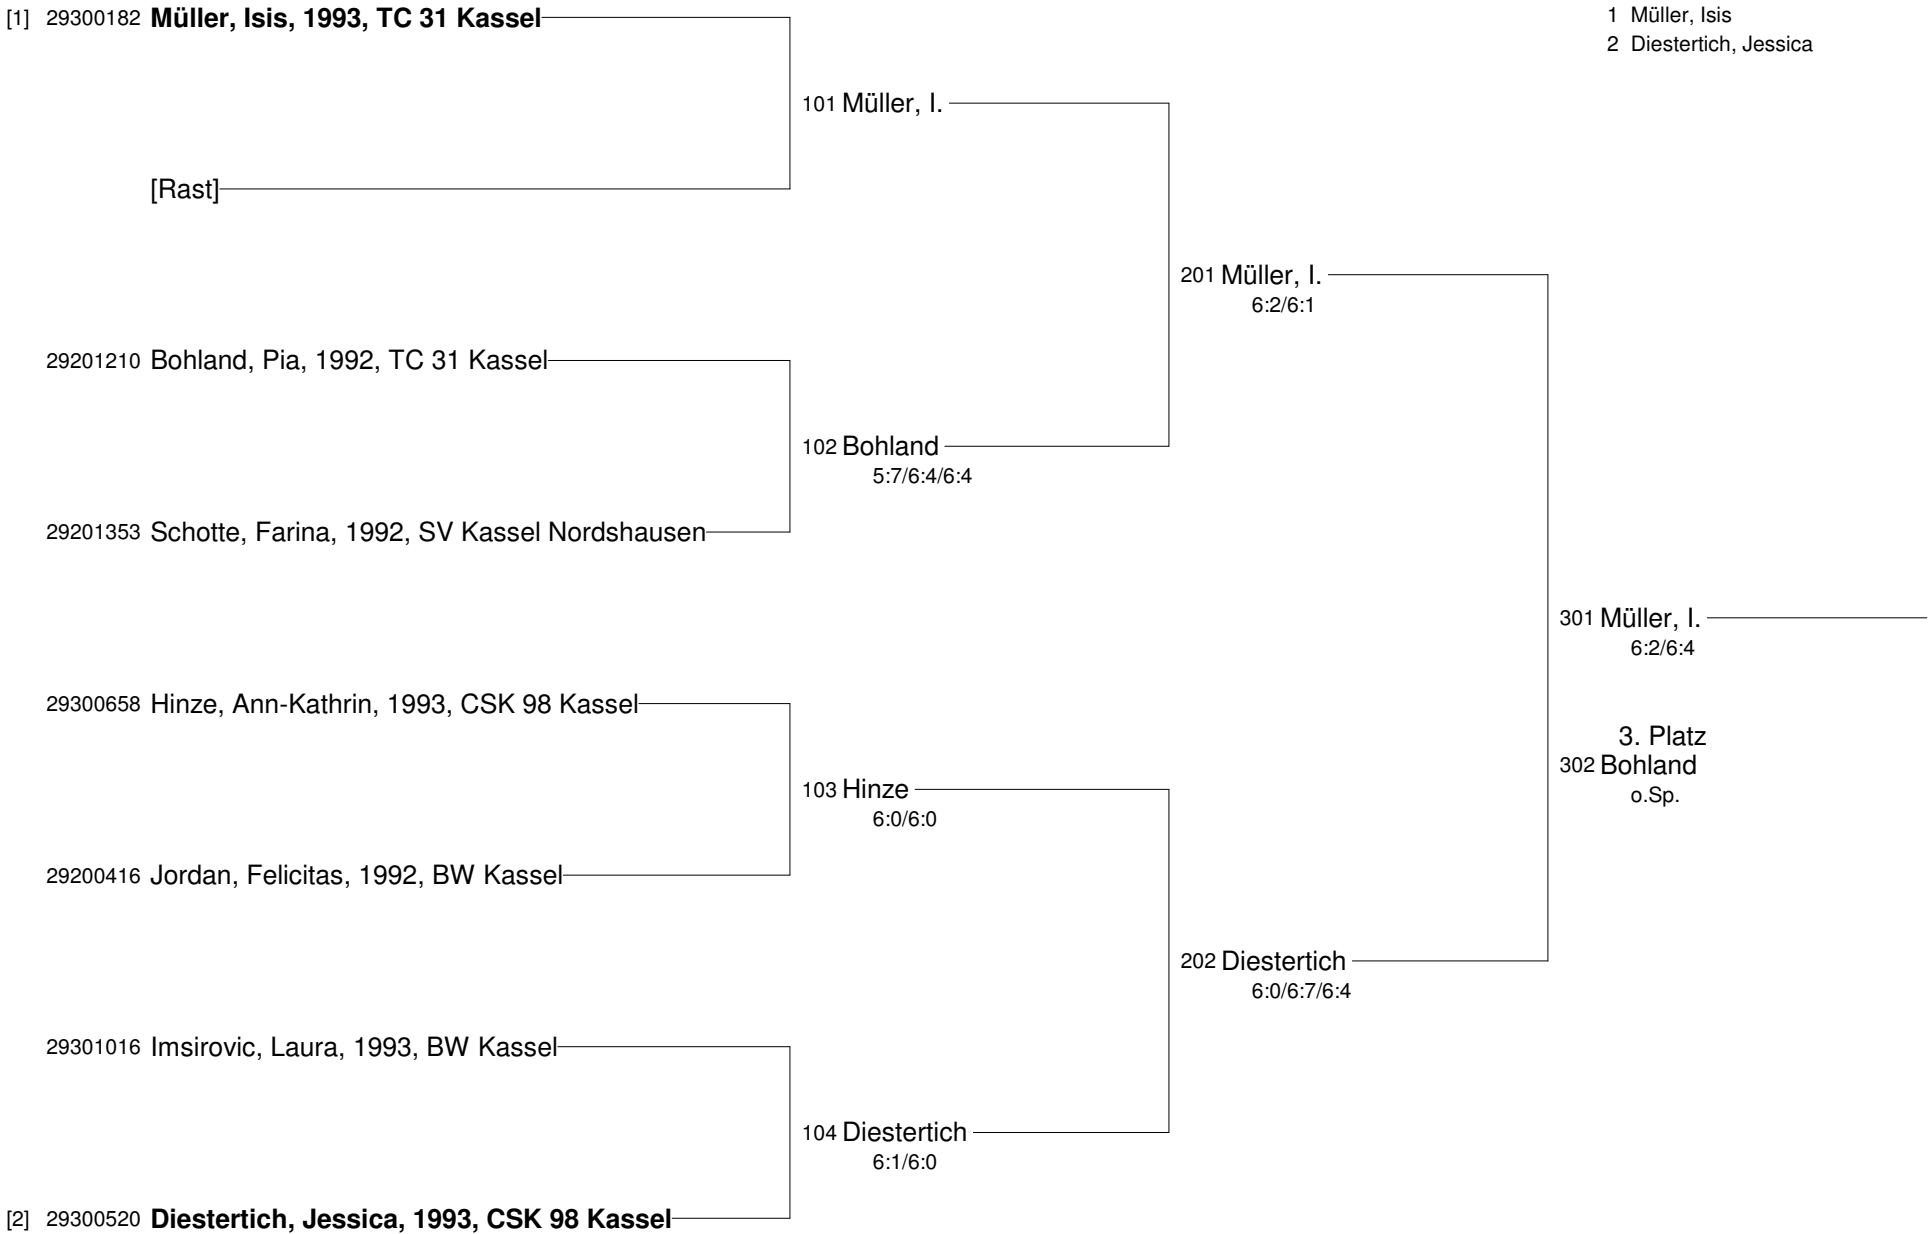 [1] 29300182 Müller, Isis, 1993, TC 31 Kassel
1 Müller, Isis
2 Diestertich, Jessica
101 Müller, I.
[Rast]
201 Müller, I.
6:2/6:1
29201210 Bohland, Pia, 1992, TC 31 Kassel
102 Bohland
5:7/6:4/6:4
29201353 Schotte, Farina, 1992, SV Kassel Nordshausen
301 Müller, I.
6:2/6:4
29300658 Hinze, Ann-Kathrin, 1993, CSK 98 Kassel
3. Platz
302 Bohland
o.Sp.
103 Hinze
6:0/6:0
29200416 Jordan, Felicitas, 1992, BW Kassel
202 Diestertich
6:0/6:7/6:4
29301016 Imsirovic, Laura, 1993, BW Kassel
104 Diestertich
6:1/6:0
[2] 29300520 Diestertich, Jessica, 1993, CSK 98 Kassel